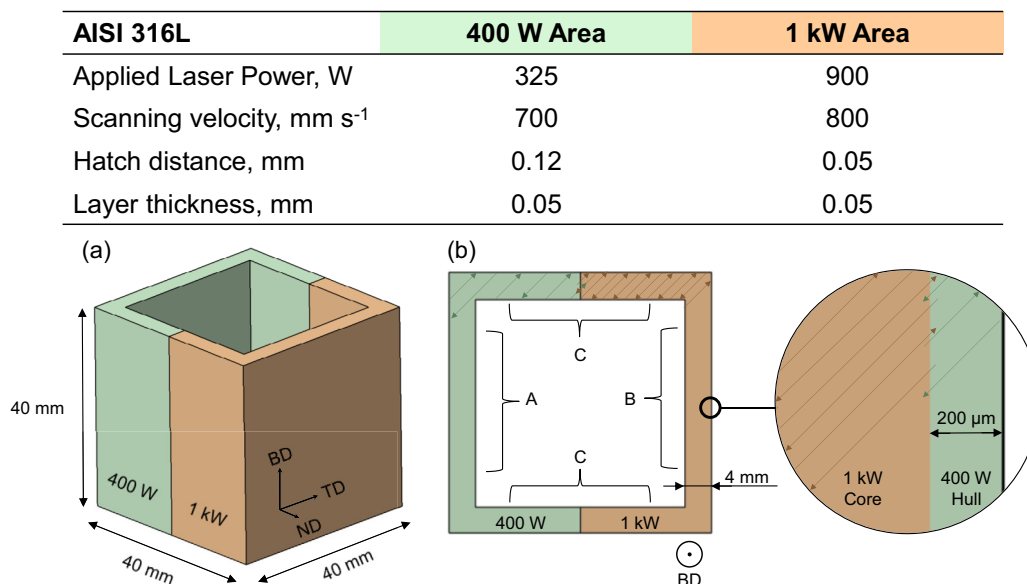 AISI 316L 400 W Area 1 kW Area
Applied Laser Power, W 325 900
Scanning velocity, mm s⁻¹ 700 800
Hatch distance, mm 0.12 0.05
Layer thickness, mm 0.05 0.05
(a)
40 mm
BD
TD
ND
400 W
1 kW
40 mm
40 mm
(b)
C
A
B
C
4 mm
400 W
1 kW
BD
200 µm
1 kW
Core
400 W
Hull